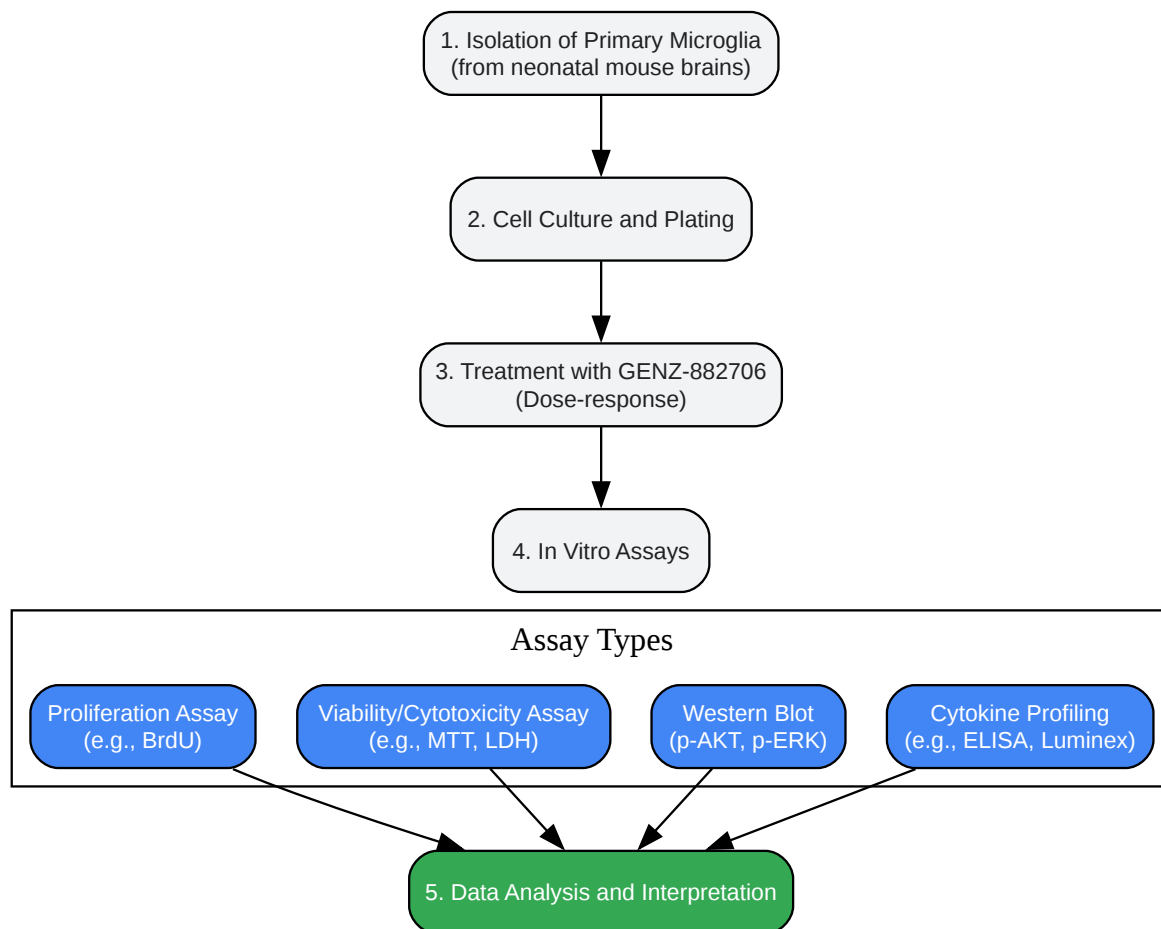 1. Isolation of Primary Microglia
(from neonatal mouse brains)
2. Cell Culture and Plating
3. Treatment with GENZ-882706
(Dose-response)
4. In Vitro Assays
Assay Types
Proliferation Assay
(e.g., BrdU)
Viability/Cytotoxicity Assay
(e.g., MTT, LDH)
Western Blot
(p-AKT, p-ERK)
Cytokine Profiling
(e.g., ELISA, Luminex)
5. Data Analysis and Interpretation